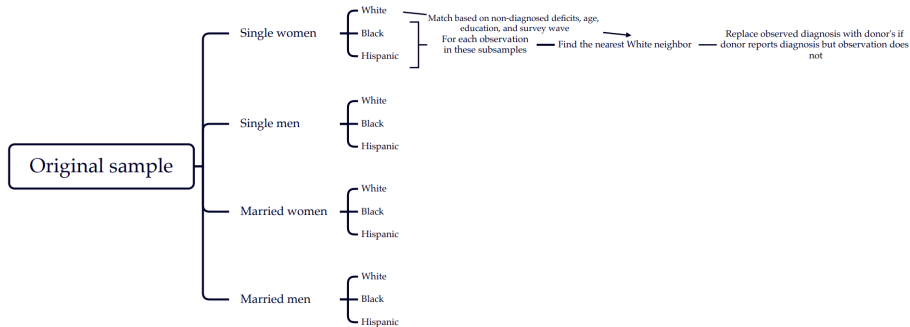 Original sample
Single women
White
Black
Hispanic
Match based on non-diagnosed deficits, age,
education, and survey wave
For each observation
in these subsamples
Find the nearest White neighbor
Replace observed diagnosis with donor's if
donor reports diagnosis but observation does
not
Single men
White
Black
Hispanic
Married women
White
Black
Hispanic
Married men
White
Black
Hispanic